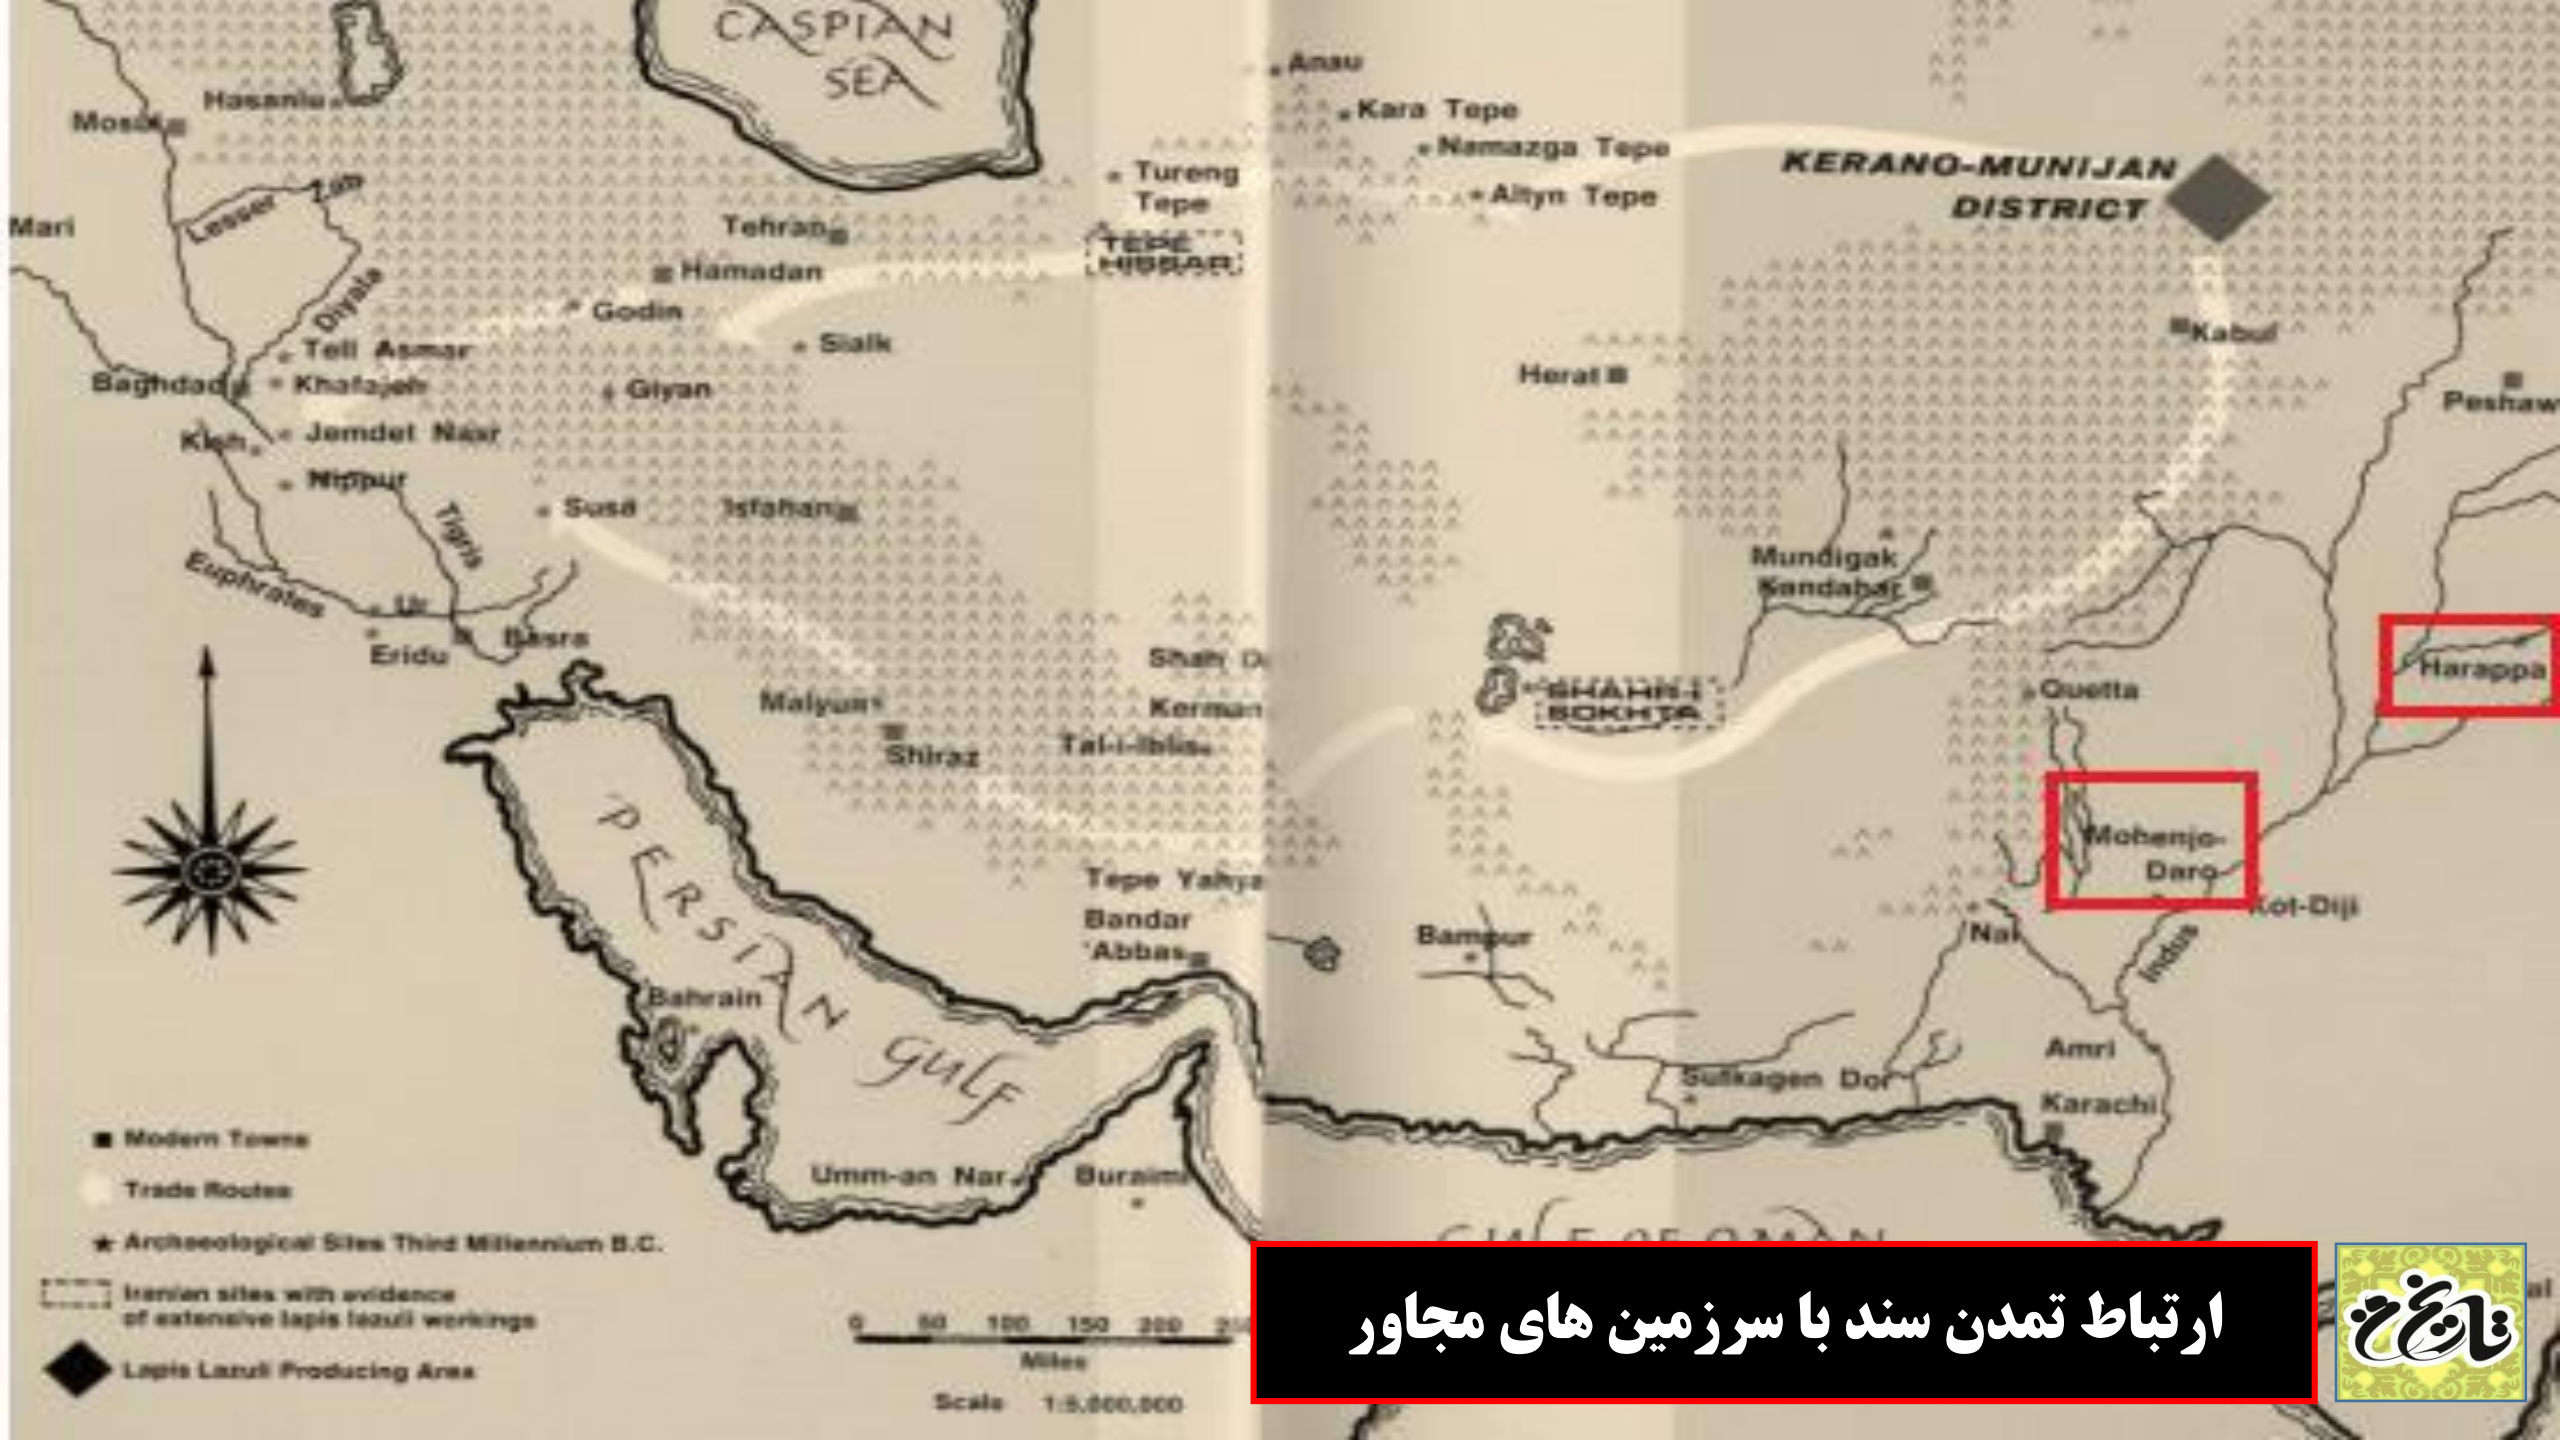 CASPIAN
SEA
Anau
Kara Tepe
Hasanlu
Mosul
Namazga Tepe
KERANO-MUNIJAN
DISTRICT
Tureng
Tepe
Altyn Tepe
Lesser Zab
Mari
Tehran
TEPE
HISSAR
Hamadan
Diyala
Godin
Kabul
Sialk
Tell Asmar
Herat
Baghdad
Khafajeh
Giyan
Peshaw
Kish
Jemdet Nasr
Nippur
Susa
Isfahan
Tigris
Mundigak
Kandahar
Euphrates
Ur
Basra
Eridu
Shah D
Harappa
SHAHR-I
SOKHTA
Quetta
Malyun
Kerman
Shiraz
Tal-i-Iblis
PERSIAN
GULF
Mohenjo-
Daro
Tepe Yahya
Kot-Diji
Bandar
'Abbas
Bampur
Nal
Indus
Bahrain
Amri
Sutkagen Dor
Karachi
Umm-an Nar
Buraimi
GULF OF OMAN
Modern Towns
Trade Routes
Archaeological Sites Third Millennium B.C.
Iranian sites with evidence
of extensive lapis lazuli workings
Lapis Lazuli Producing Area
0 50 100 150 200
Miles
Scale 1:5,000,000
al
ارتباط تمدن سند با سرزمین های مجاور